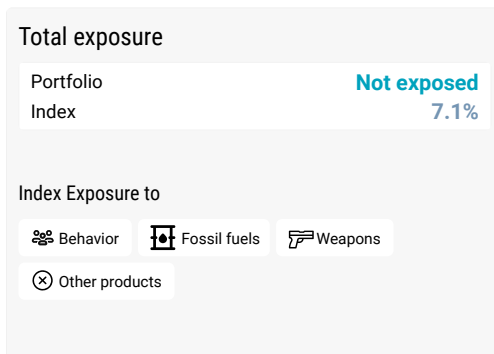 Total exposure
Portfolio Not exposed
Index 7.1%
Index Exposure to
Behavior Fossil fuels Weapons
Other products